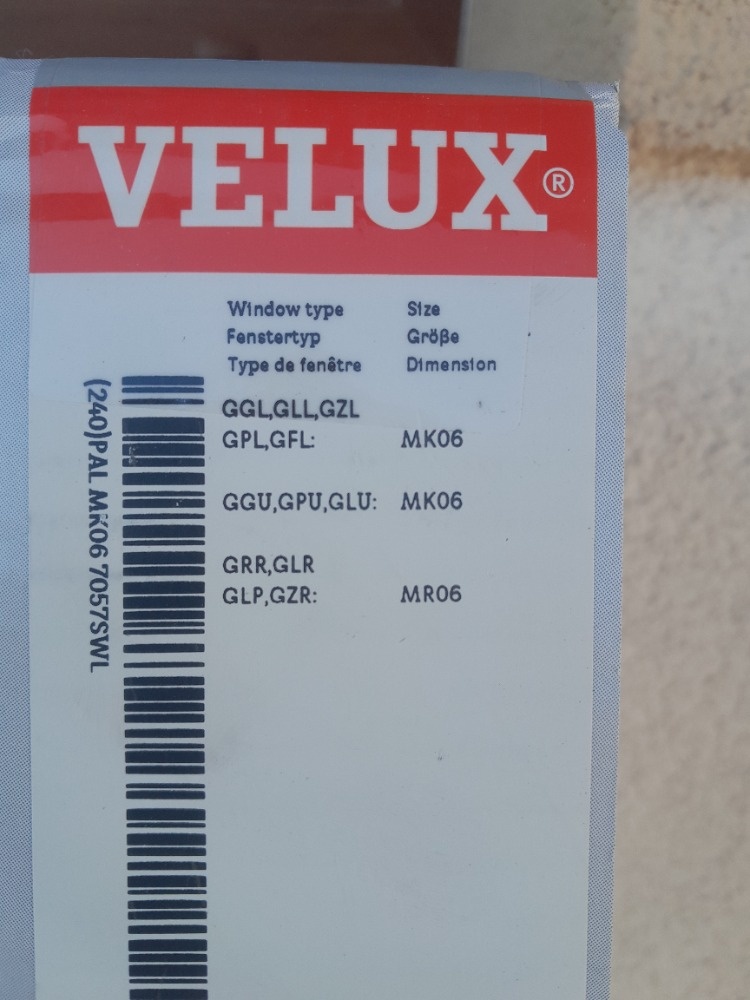 VELUX®
Window type Size
Fenstertyp Größe
Type de fenêtre Dimension
GGL,GLL,GZL
GPL,GFL: MK06
GGU,GPU,GLU: MK06
GRR,GLR
GLP,GZR: MR06
(240)PAL MK06 7057SWL